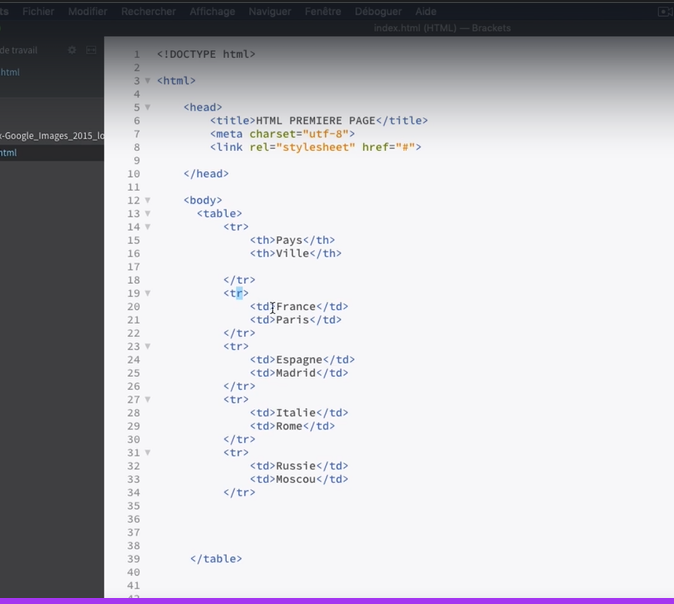 ts Fichier Modifier Rechercher Affichage Naviguer Fenêtre Déboguer Aide
index.html (HTML) — Brackets
de travail
html
-Google_Images_2015_lo
html
1 <!DOCTYPE html>
2
3 <html>
4
5 <head>
6 <title>HTML PREMIERE PAGE</title>
7 <meta charset="utf-8">
8 <link rel="stylesheet" href="#">
9
10 </head>
11
12 <body>
13 <table>
14 <tr>
15 <th>Pays</th>
16 <th>Ville</th>
17
18 </tr>
19 <tr>
20 <td>France</td>
21 <td>Paris</td>
22 </tr>
23 <tr>
24 <td>Espagne</td>
25 <td>Madrid</td>
26 </tr>
27 <tr>
28 <td>Italie</td>
29 <td>Rome</td>
30 </tr>
31 <tr>
32 <td>Russie</td>
33 <td>Moscou</td>
34 </tr>
35
36
37
38
39 </table>
40
41